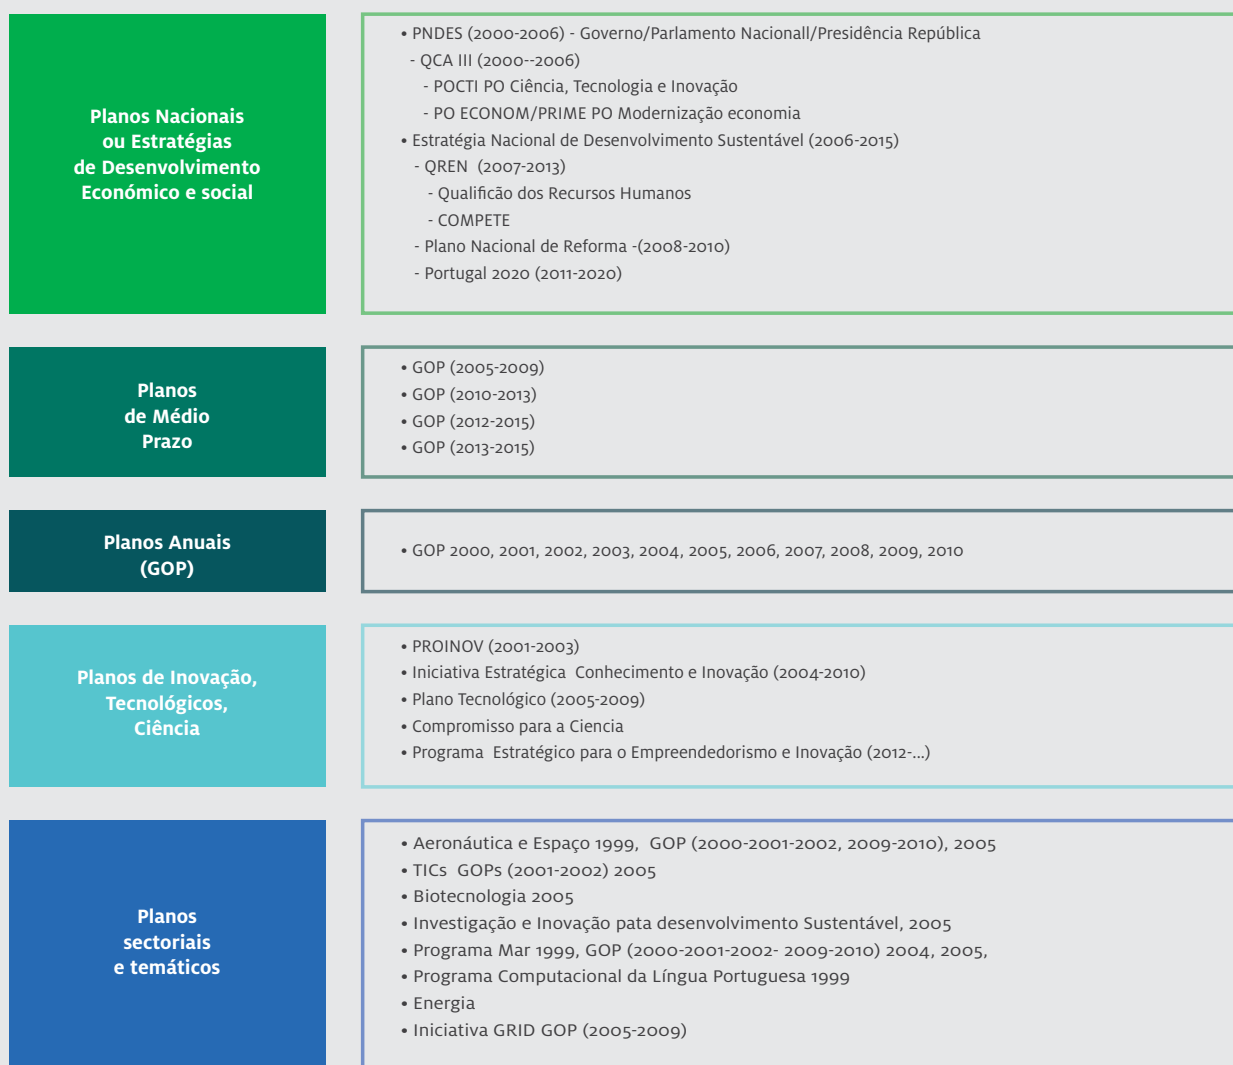 Planos Nacionais
ou Estratégias
de Desenvolvimento
Económico e social
• PNDES (2000-2006) - Governo/Parlamento Nacionall/Presidência República
- QCA III (2000--2006)
- POCTI PO Ciência, Tecnologia e Inovação
- PO ECONOM/PRIME PO Modernização economia
• Estratégia Nacional de Desenvolvimento Sustentável (2006-2015)
- QREN (2007-2013)
- Qualificão dos Recursos Humanos
- COMPETE
- Plano Nacional de Reforma -(2008-2010)
- Portugal 2020 (2011-2020)
Planos
de Médio
Prazo
• GOP (2005-2009)
• GOP (2010-2013)
• GOP (2012-2015)
• GOP (2013-2015)
Planos Anuais
(GOP)
• GOP 2000, 2001, 2002, 2003, 2004, 2005, 2006, 2007, 2008, 2009, 2010
Planos de Inovação,
Tecnológicos,
Ciência
• PROINOV (2001-2003)
• Iniciativa Estratégica Conhecimento e Inovação (2004-2010)
• Plano Tecnológico (2005-2009)
• Compromisso para a Ciencia
• Programa Estratégico para o Empreendedorismo e Inovação (2012-...)
Planos
sectoriais
e temáticos
• Aeronáutica e Espaço 1999, GOP (2000-2001-2002, 2009-2010), 2005
• TICs GOPs (2001-2002) 2005
• Biotecnologia 2005
• Investigação e Inovação pata desenvolvimento Sustentável, 2005
• Programa Mar 1999, GOP (2000-2001-2002- 2009-2010) 2004, 2005,
• Programa Computacional da Língua Portuguesa 1999
• Energia
• Iniciativa GRID GOP (2005-2009)